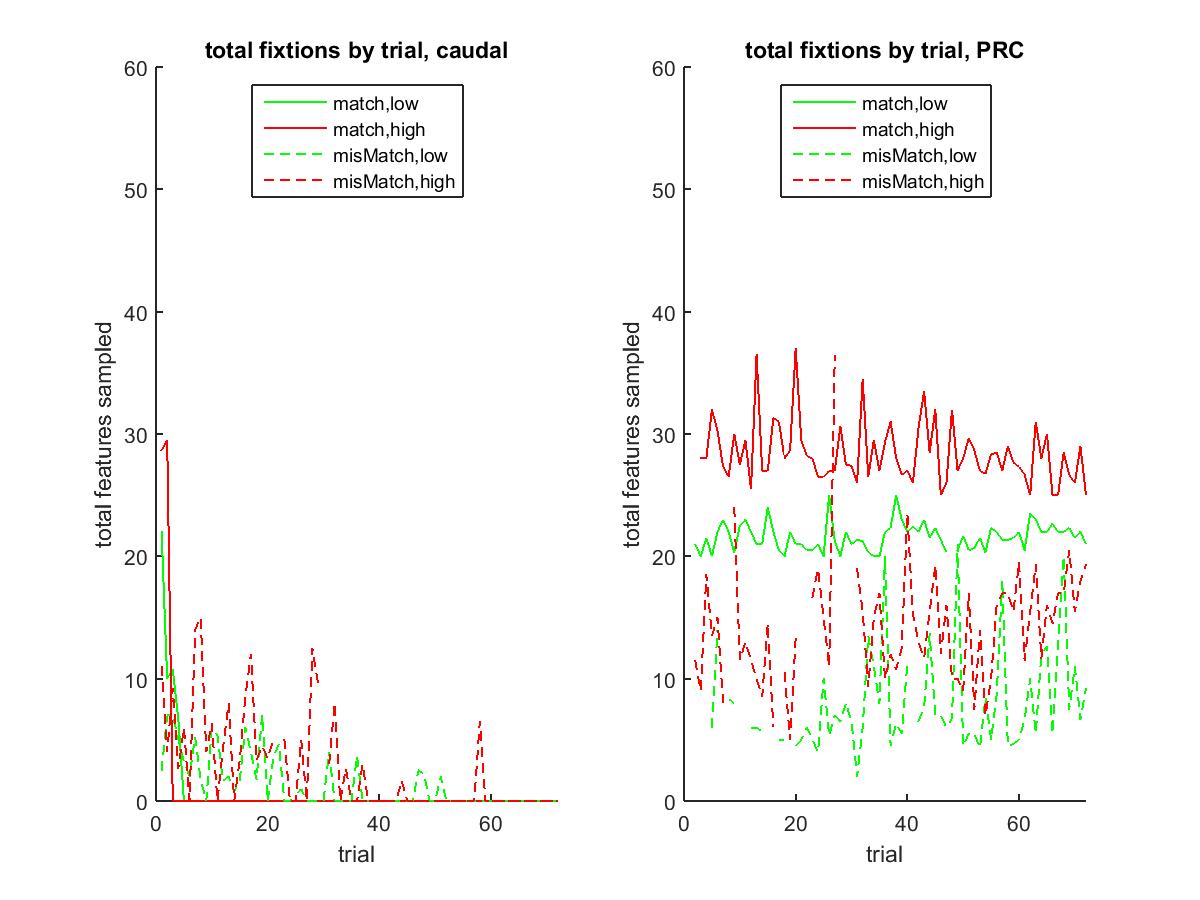 total fixtions by trial, caudal
60
50
40
30
20
10
0
0 20 40 60
total features sampled
trial
match,low
match,high
misMatch,low
misMatch,high
total fixtions by trial, PRC
60
50
40
30
20
10
0
0 20 40 60
total features sampled
trial
match,low
match,high
misMatch,low
misMatch,high